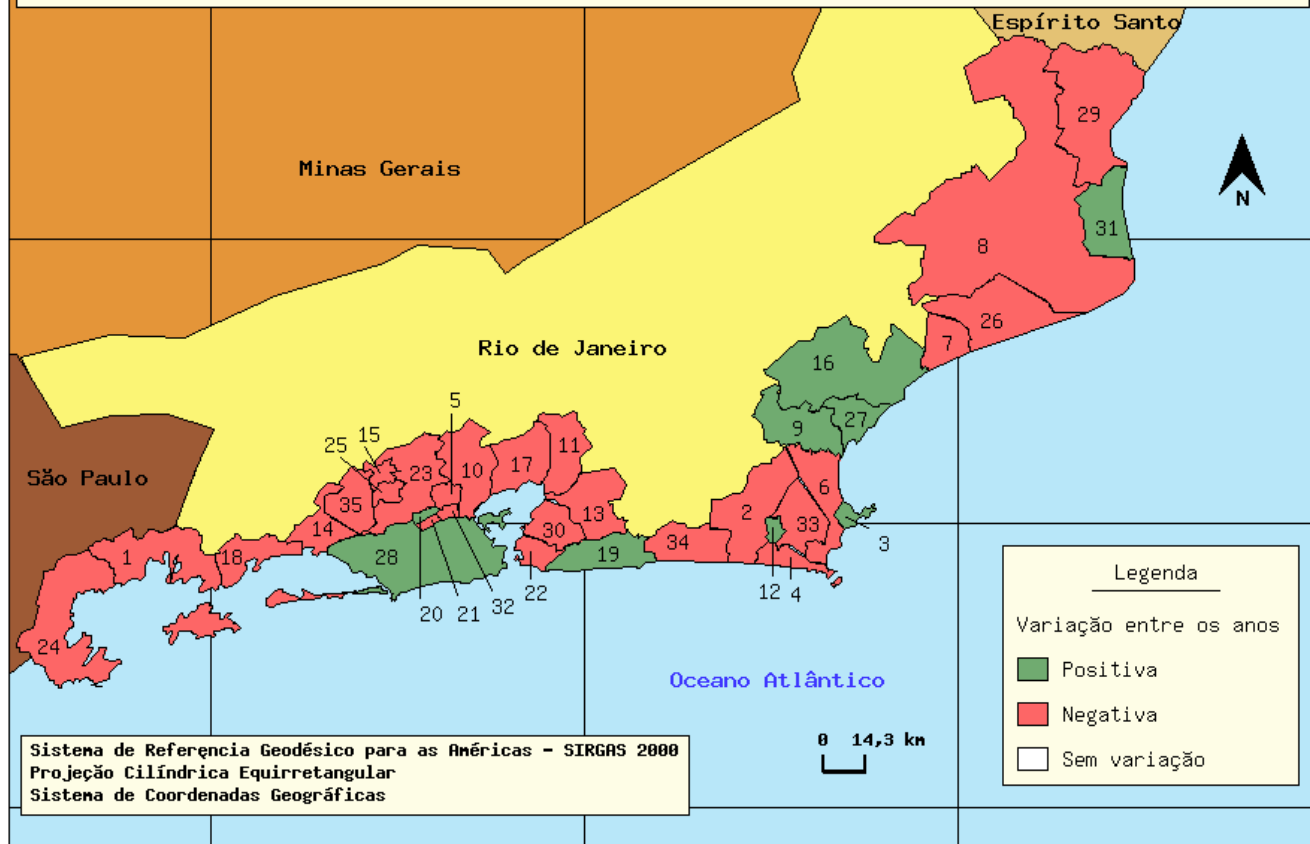 Espírito Santo
29
Minas Gerais
N
31
8
26
Rio de Janeiro
7
16
5
15
27
25
9
11
23
17
10
São Paulo
6
35
13
2
14
30
33
1
18
28
19
34
3
12
4
22
20
21
32
24
Oceano Atlântico
0 14,3 km
Legenda
Variação entre os anos
Positiva
Negativa
Sem variação
Sistema de Referençia Geodésico para as Américas - SIRGAS 2000
Projeção Cilíndrica Equirretangular
Sistema de Coordenadas Geográficas